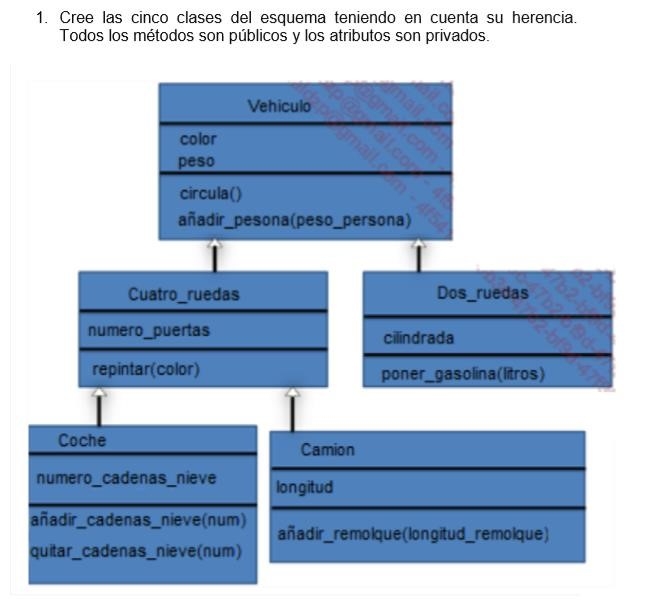 1. Cree las cinco clases del esquema teniendo en cuenta su herencia.
Todos los métodos son públicos y los atributos son privados.
Vehiculo
color
peso
circula()
añadir_pesona(peso_persona)
Cuatro_ruedas
numero_puertas
repintar(color)
Dos_ruedas
cilindrada
poner_gasolina(litros)
Coche
numero_cadenas_nieve
añadir_cadenas_nieve(num)
quitar_cadenas_nieve(num)
Camion
longitud
añadir_remolque(longitud_remolque)